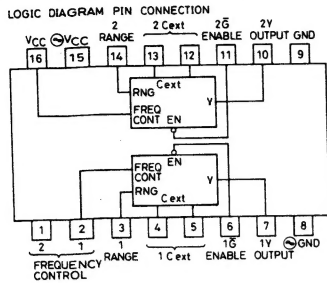 LOGIC DIAGRAM PIN CONNECTION
2 2 Cext 2G̅ 2Y
VCC ⏦VCC RANGE ENABLE OUTPUT GND
16 15 14 13 12 11 10 9
Cext
RNG
Y
FREQ
CONT EN
EN
FREQ
CONT
Y
RNG
Cext
1 2 3 4 5 6 7 8
2 1 1 1 Cext 1G̅ 1Y ⏦GND
FREQUENCY RANGE ENABLE OUTPUT
CONTROL